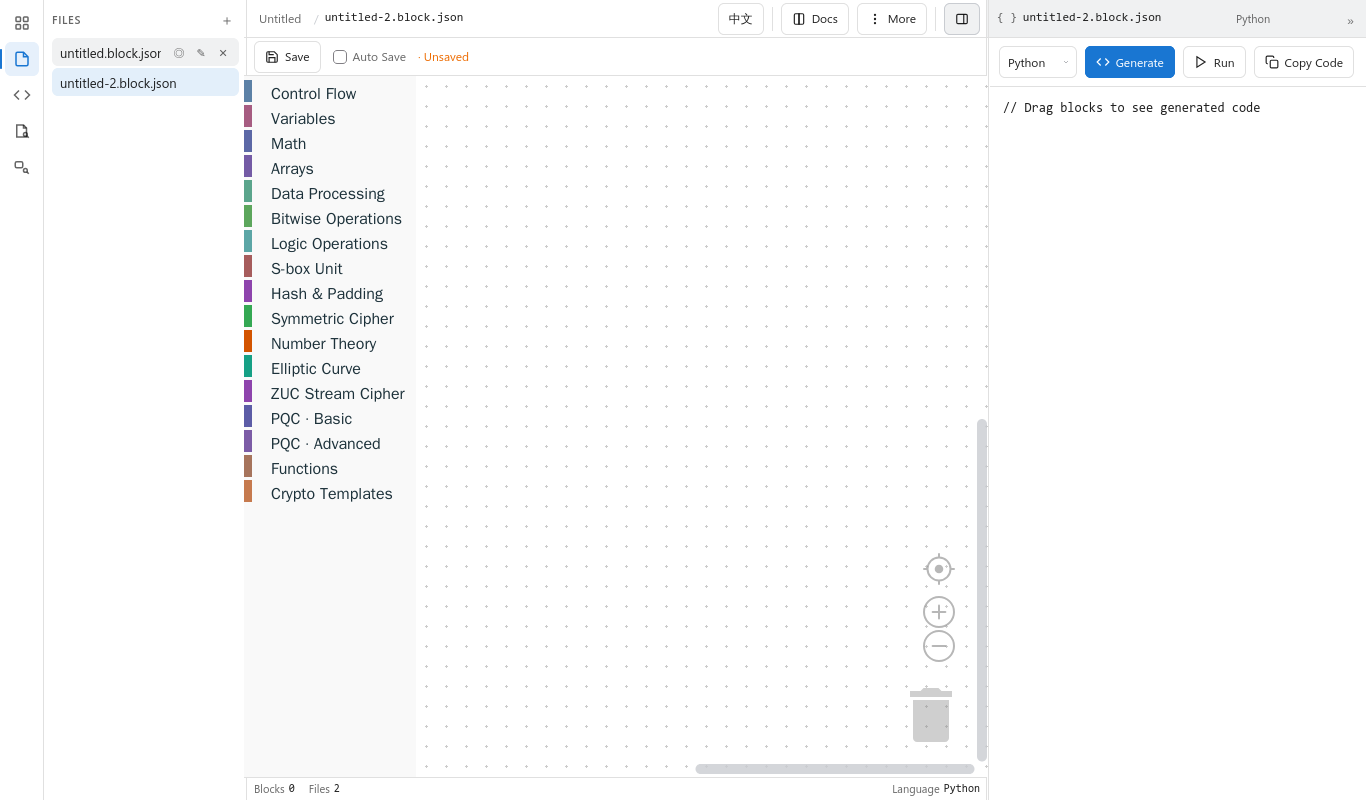 FILES
untitled.block.jsor
untitled-2.block.json
Untitled / untitled-2.block.json
中文
Docs
More
Save
Auto Save
· Unsaved
Control Flow
Variables
Math
Arrays
Data Processing
Bitwise Operations
Logic Operations
S-box Unit
Hash & Padding
Symmetric Cipher
Number Theory
Elliptic Curve
ZUC Stream Cipher
PQC · Basic
PQC · Advanced
Functions
Crypto Templates
Blocks 0 Files 2
Language Python
{ } untitled-2.block.json Python »
Python
Generate
Run
Copy Code
// Drag blocks to see generated code